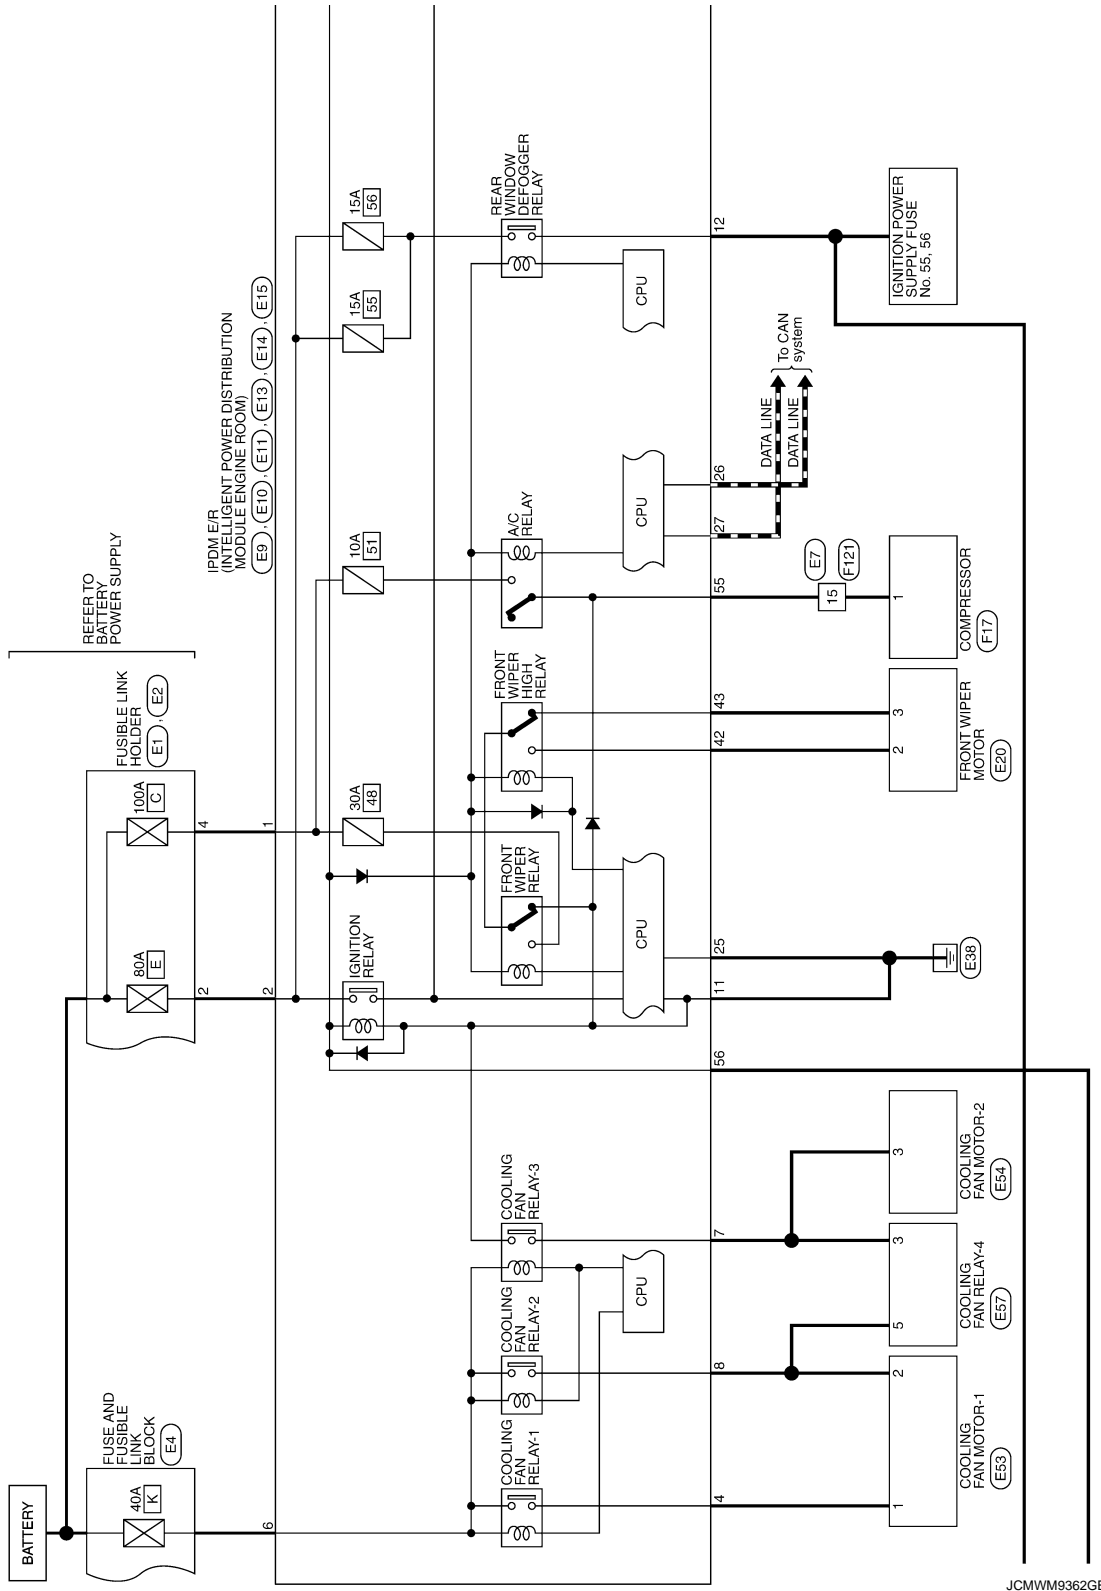 BATTERY
FUSE AND
FUSIBLE
LINK
BLOCK
E4
40A
K
6
80A
E
100A
C
FUSIBLE LINK
HOLDER
E1 , E2
2
4
REFER TO
BATTERY
POWER SUPPLY
2
1
IPDM E/R
(INTELLIGENT POWER DISTRIBUTION
MODULE ENGINE ROOM)
E9 , E10 , E11 , E13 , E14 , E15
IGNITION
RELAY
30A
48
10A
51
15A
55
15A
56
COOLING
FAN
RELAY-1
COOLING
FAN
RELAY-2
COOLING
FAN
RELAY-3
FRONT
WIPER
RELAY
FRONT
WIPER
HIGH
RELAY
A/C
RELAY
REAR
WINDOW
DEFOGGER
RELAY
CPU
CPU
CPU
CPU
4
8
7
56
11
25
42
43
55
27
26
12
DATA LINE
DATA LINE
To CAN
system
15
E7
F121
1
2
5
3
3
2
3
1
COOLING
FAN MOTOR-1
E53
COOLING
FAN RELAY-4
E57
COOLING
FAN MOTOR-2
E54
E38
FRONT WIPER
MOTOR
E20
COMPRESSOR
F17
IGNITION POWER
SUPPLY FUSE
No. 55, 56
JCMWM9362GE